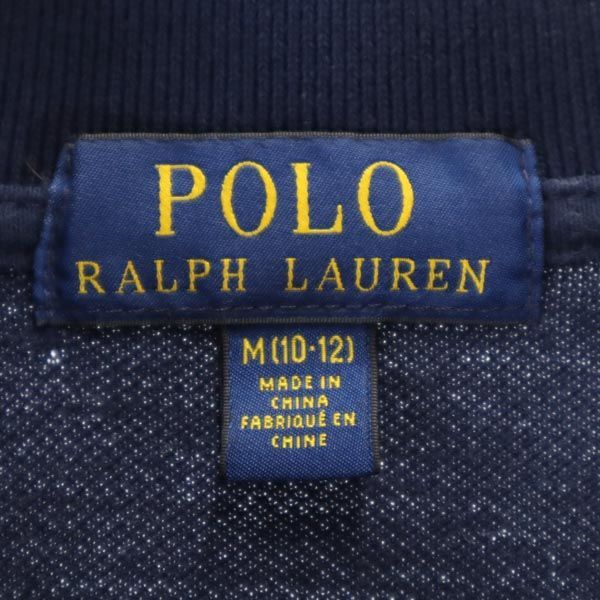 POLO
RALPH LAUREN
M(10·12)
MADE IN
CHINA
FABRIQUÉ EN
CHINE